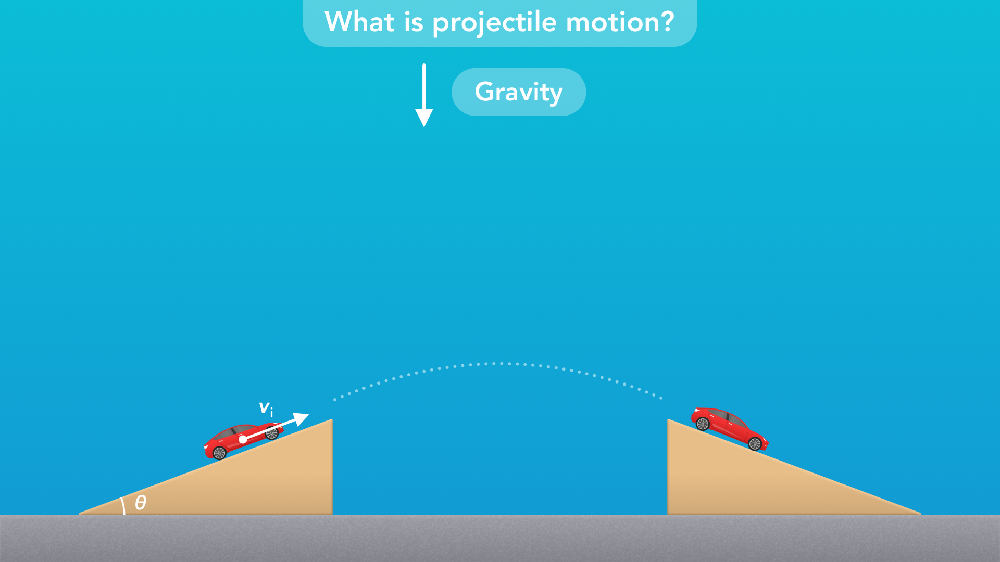 What is projectile motion?
Gravity
vᵢ
θ